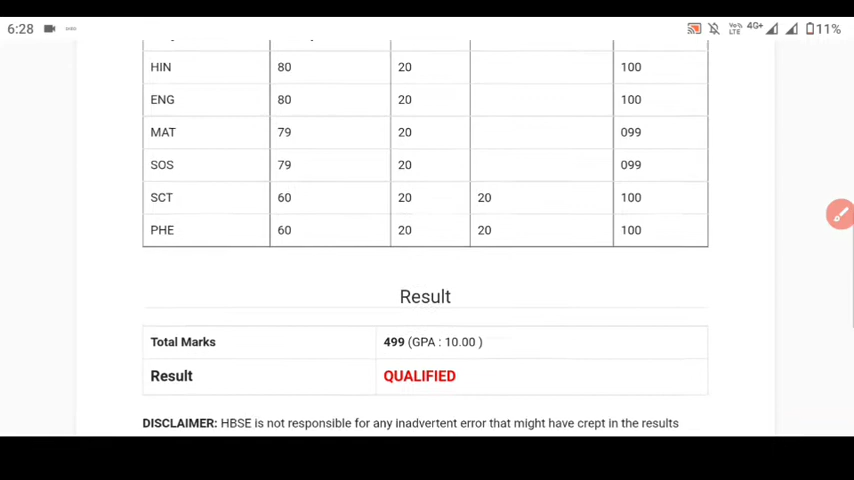 6:28 VoLTE 4G+ 11%
HIN 80 20 100
ENG 80 20 100
MAT 79 20 099
SOS 79 20 099
SCT 60 20 20 100
PHE 60 20 20 100
Result
Total Marks 499 (GPA : 10.00 )
Result QUALIFIED
DISCLAIMER: HBSE is not responsible for any inadvertent error that might have crept in the results